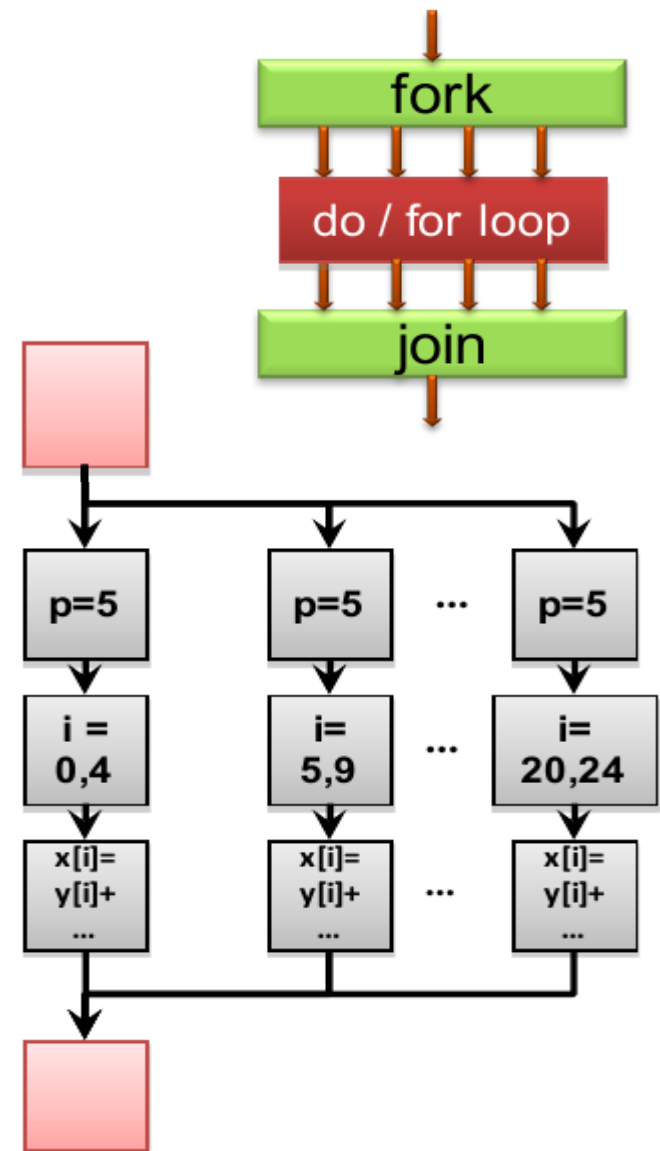 fork
do / for loop
join
p=5
p=5
...
p=5
i =
0,4
i=
5,9
...
i=
20,24
x[i]=
y[i]+
...
x[i]=
y[i]+
...
...
x[i]=
y[i]+
...